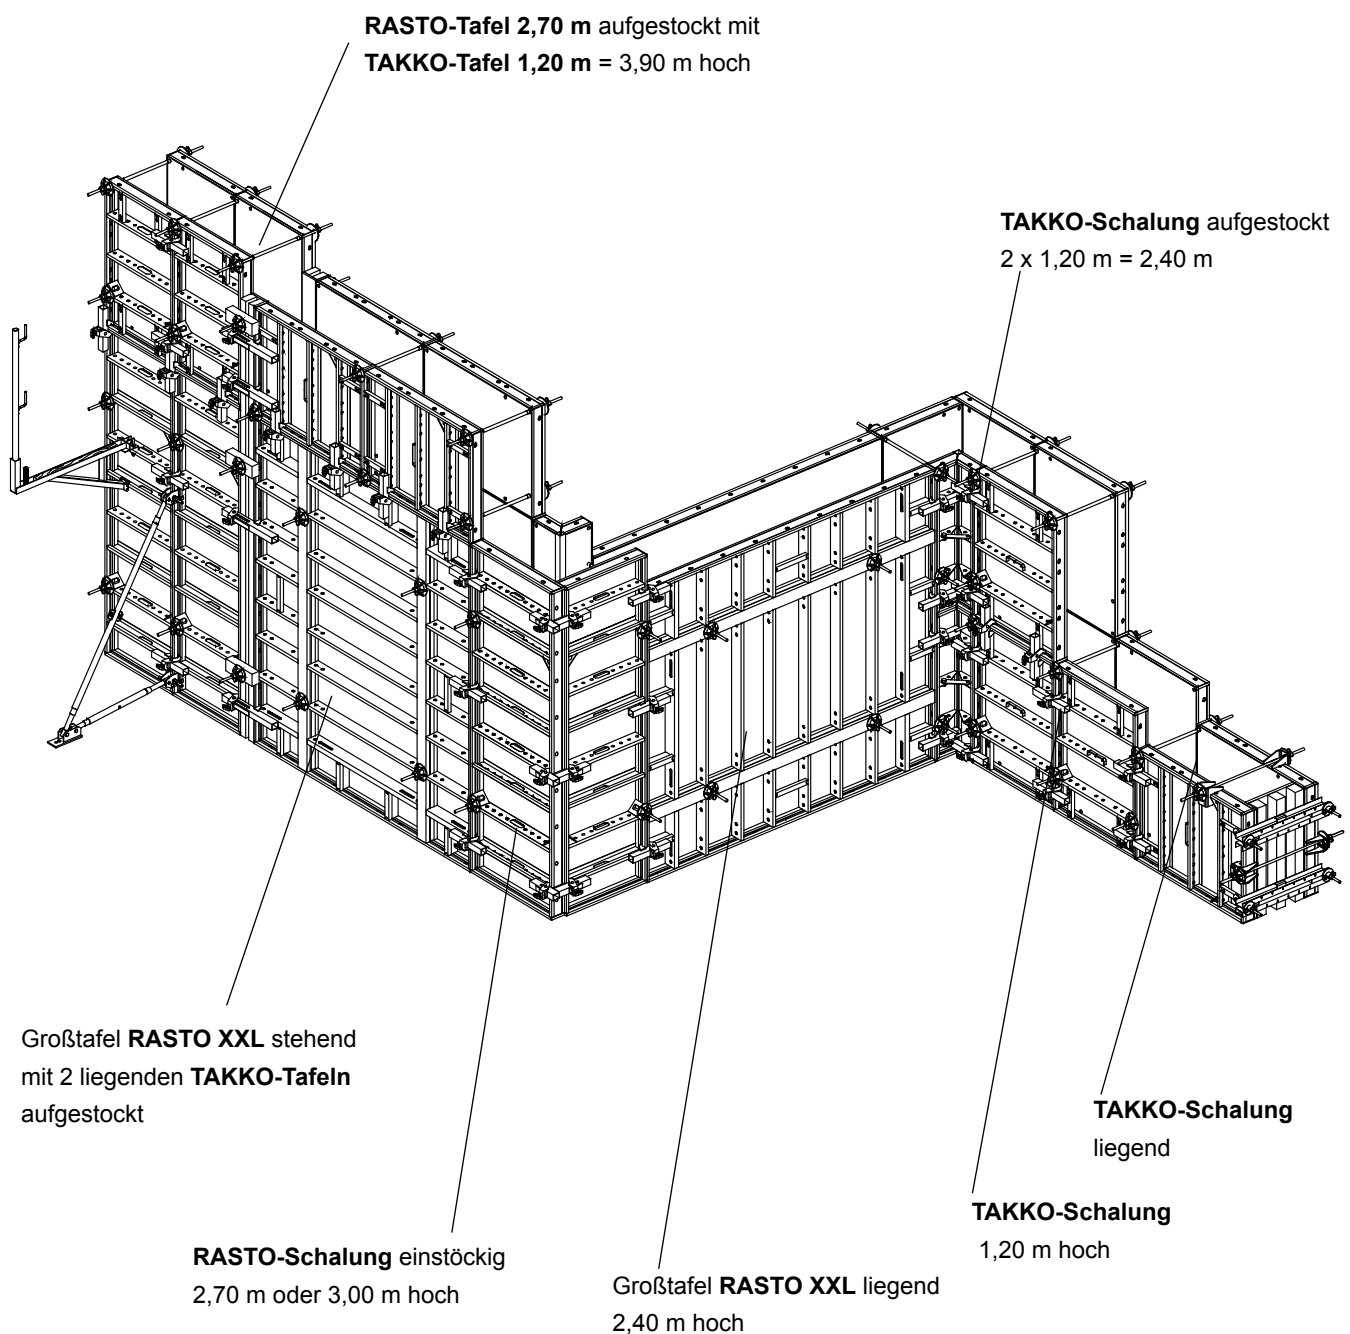 RASTO-Tafel 2,70 m aufgestockt mit
TAKKO-Tafel 1,20 m = 3,90 m hoch
TAKKO-Schalung aufgestockt
2 x 1,20 m = 2,40 m
Großtafel RASTO XXL stehend
mit 2 liegenden TAKKO-Tafeln
aufgestockt
TAKKO-Schalung
liegend
TAKKO-Schalung
1,20 m hoch
RASTO-Schalung einstöckig
2,70 m oder 3,00 m hoch
Großtafel RASTO XXL liegend
2,40 m hoch